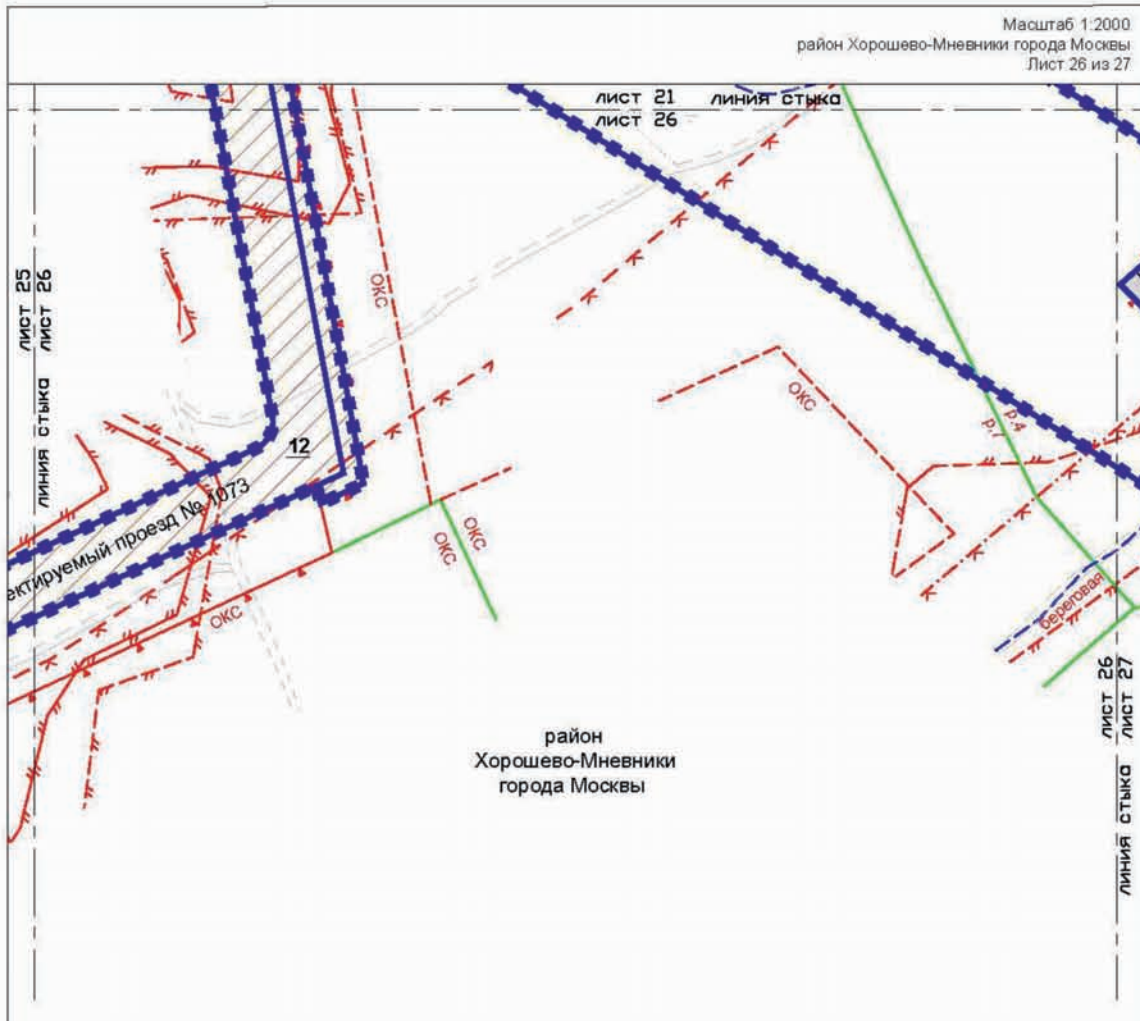 Масштаб 1:2000
район Хорошево-Мневники города Москвы
Лист 26 из 27
лист 21 линия стыка
лист 26
лист 25
лист 26
линия стыка
ОКС
ОКС
р.4
р.7
12
ектируемый проезд № 1073
ОКС
ОКС
ОКС
береговая
район
Хорошево-Мневники
города Москвы
лист 26
лист 27
линия стыка